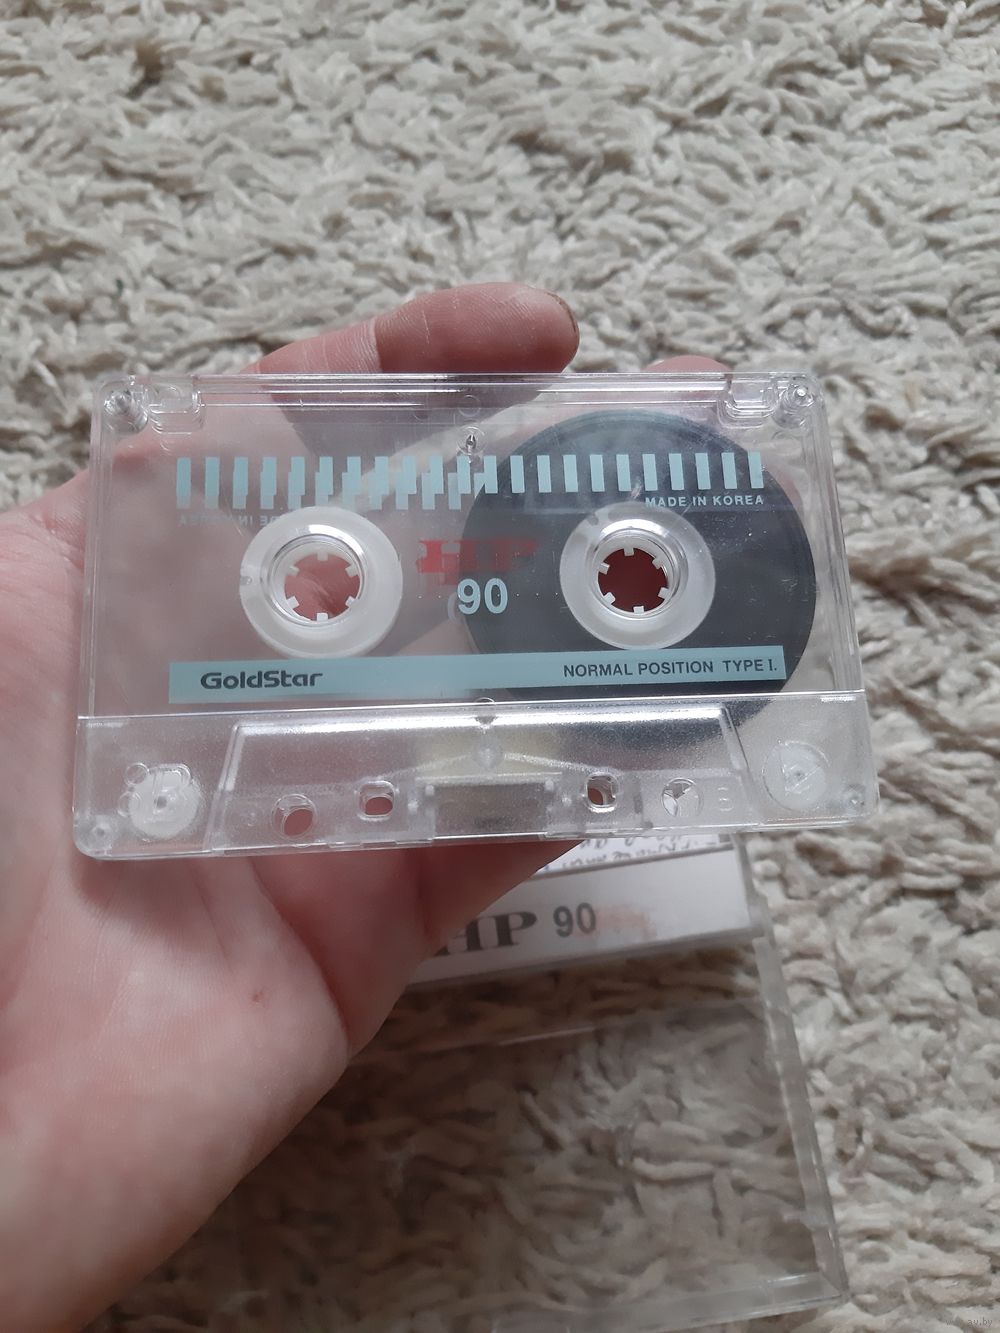 MADE IN KOREA
HP
90
GoldStar
NORMAL POSITION TYPE I.
HP 90